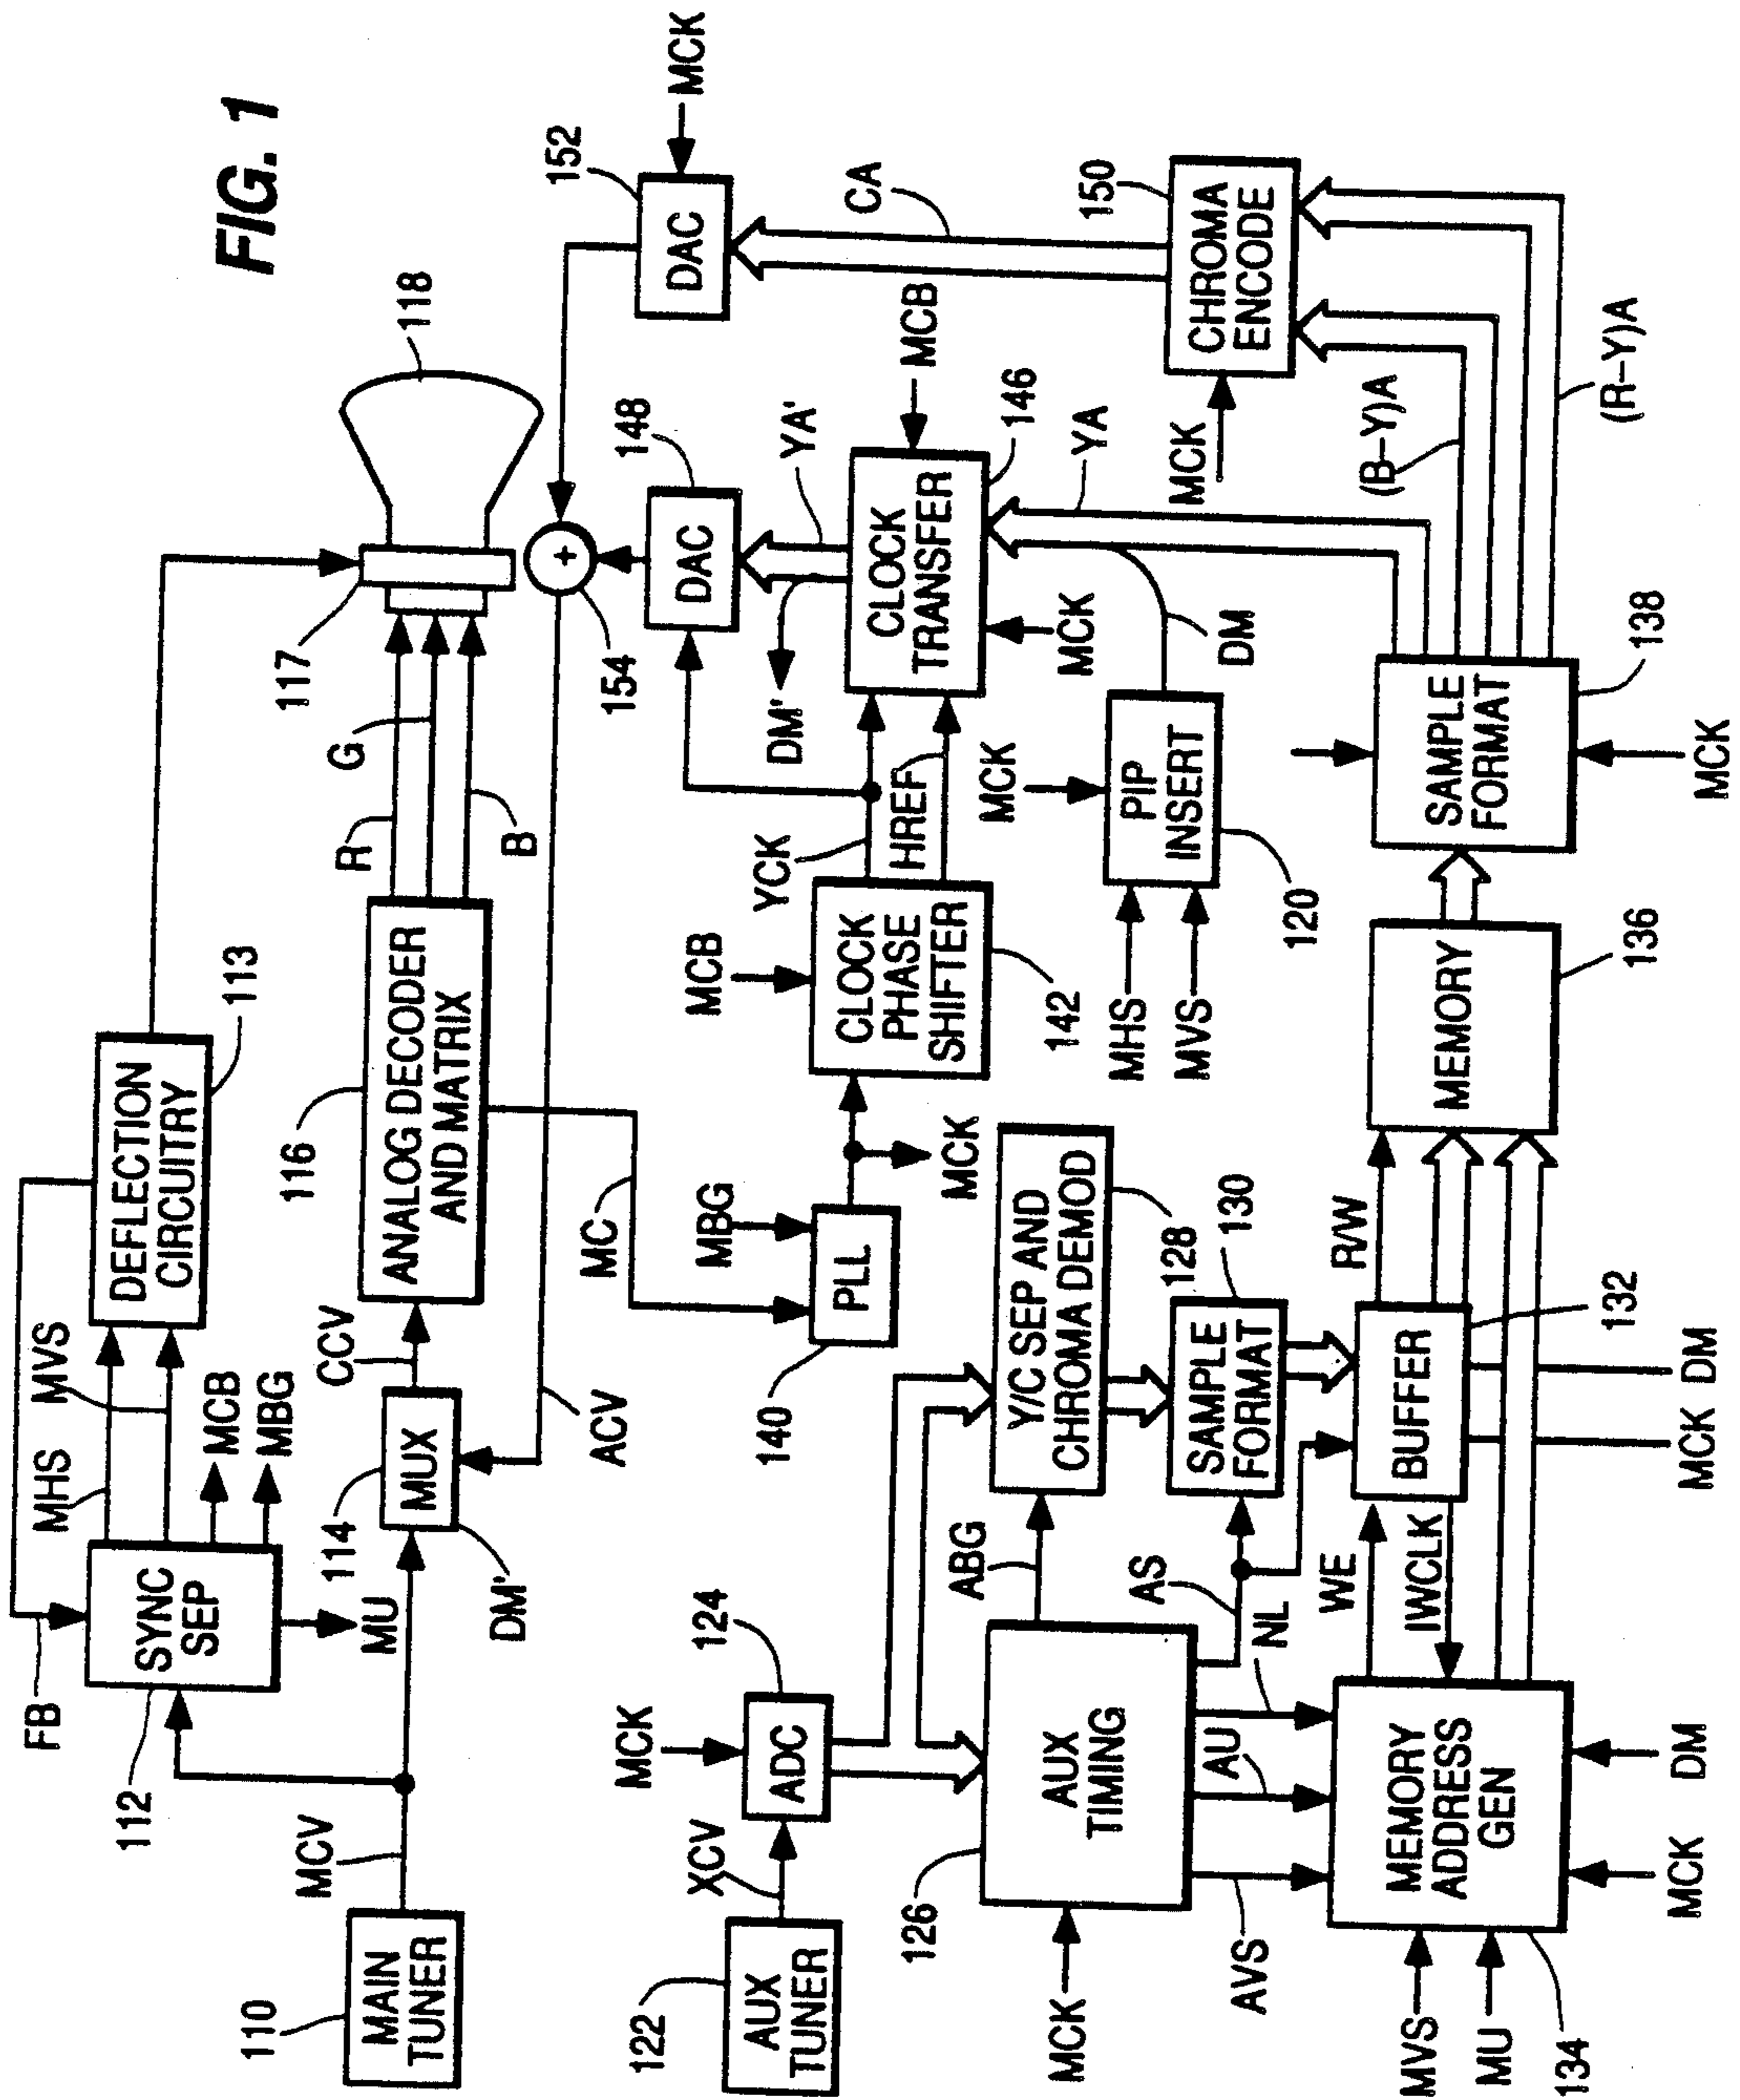 FIG. 1
FB
MHS
MVS
DEFLECTION
CIRCUITRY
113
SYNC
SEP
112
MCB
MBG
MU
MCV
110
MAIN
TUNER
114
MUX
DM'
CCV
116
ANALOG DECODER
AND MATRIX
R
G
B
117
118
154
+
ACV
MC
MBG
PLL
140
MCK
MCB
CLOCK
PHASE
SHIFTER
142
YCK
HREF
CLOCK
TRANSFER
146
MCB
MCK
DM'
YA'
DAC
148
DAC
152
MCK
CA
CHROMA
ENCODE
150
MCK
YA
DM
MCK
PIP
INSERT
120
MHS
MVS
122
AUX
TUNER
XCV
MCK
ADC
124
Y/C SEP AND
CHROMA DEMOD
128
ABG
AUX
TIMING
126
MCK
AS
NL
AU
AVS
SAMPLE
FORMAT
130
WE
IWCLK
BUFFER
132
MCK
DM
R/W
MEMORY
136
SAMPLE
FORMAT
138
MCK
(B–Y)A
(R–Y)A
MEMORY
ADDRESS
GEN
134
MVS
MU
MCK
DM